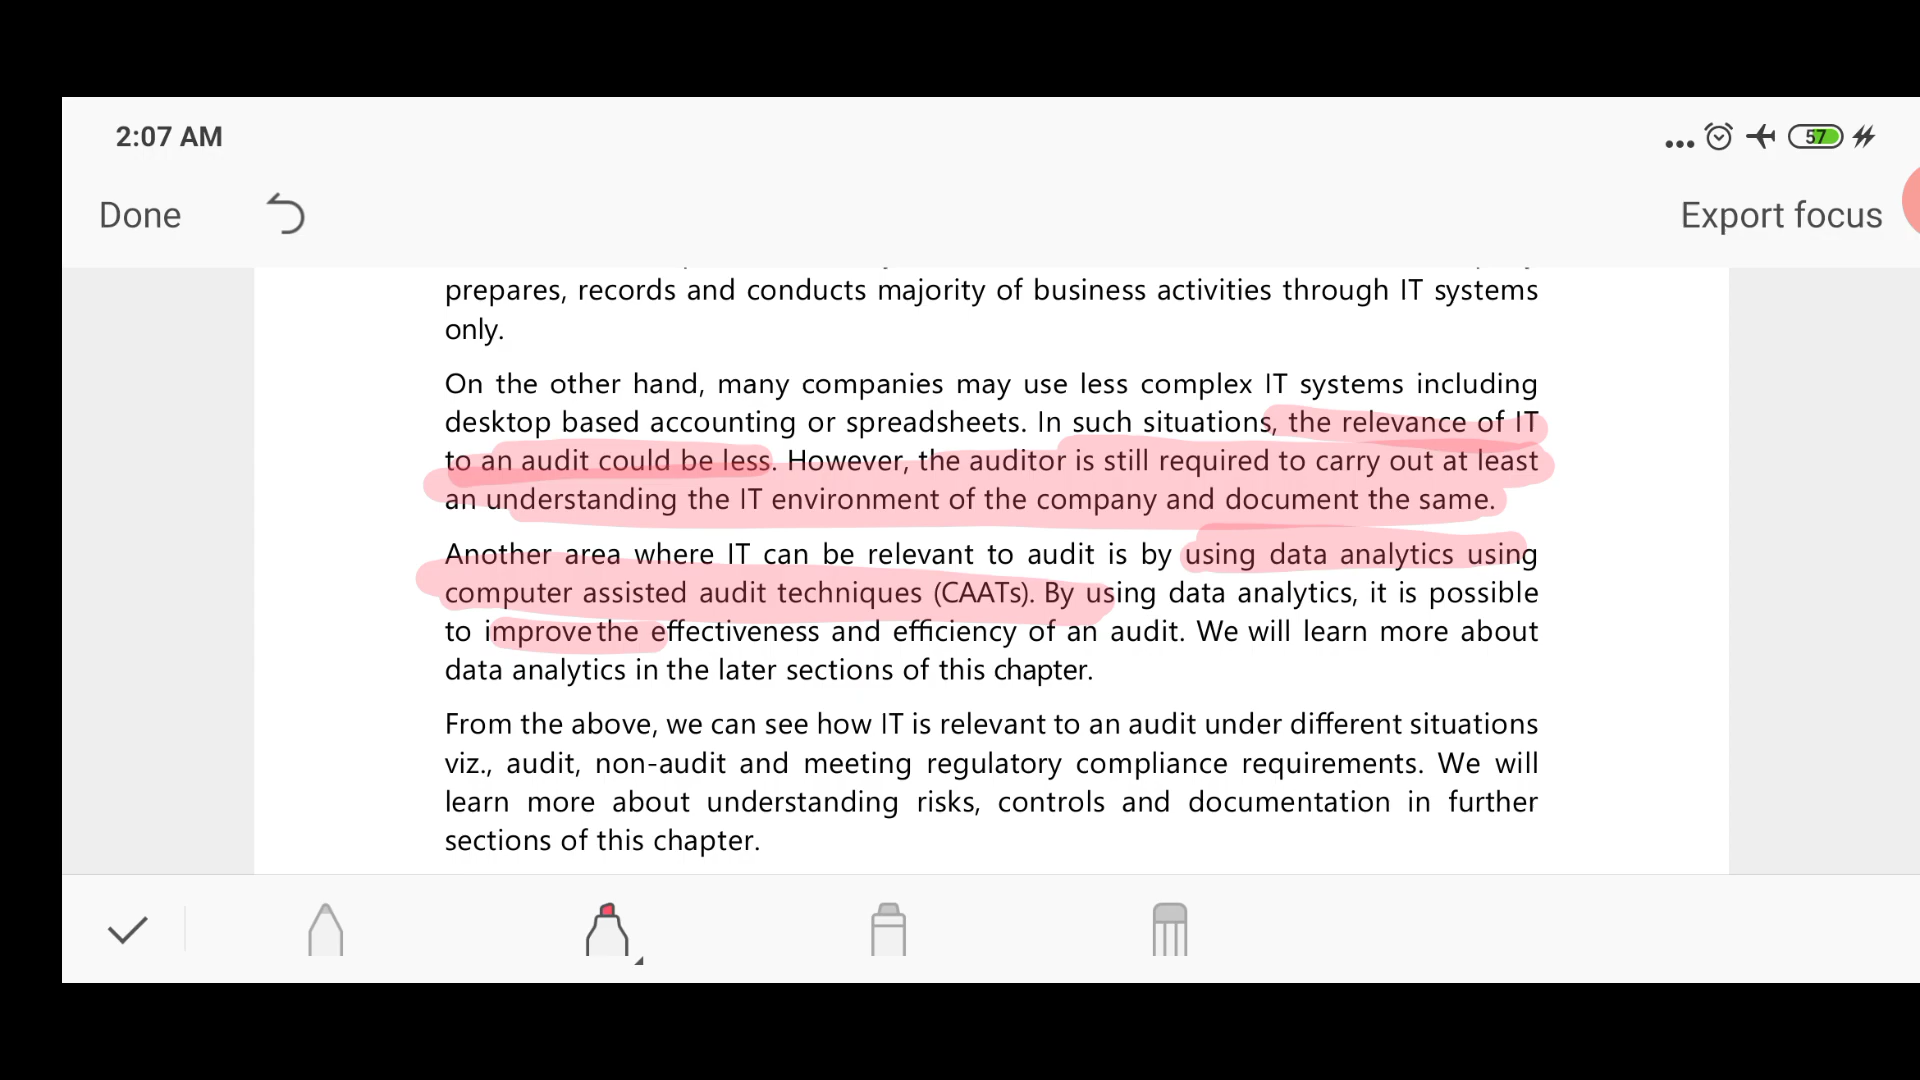 2:07 AM
57
Done
Export focus
prepares, records and conducts majority of business activities through IT systems
only.
On the other hand, many companies may use less complex IT systems including
desktop based accounting or spreadsheets. In such situations, the relevance of IT
to an audit could be less. However, the auditor is still required to carry out at least
an understanding the IT environment of the company and document the same.
Another area where IT can be relevant to audit is by using data analytics using
computer assisted audit techniques (CAATs). By using data analytics, it is possible
to improve the effectiveness and efficiency of an audit. We will learn more about
data analytics in the later sections of this chapter.
From the above, we can see how IT is relevant to an audit under different situations
viz., audit, non-audit and meeting regulatory compliance requirements. We will
learn more about understanding risks, controls and documentation in further
sections of this chapter.